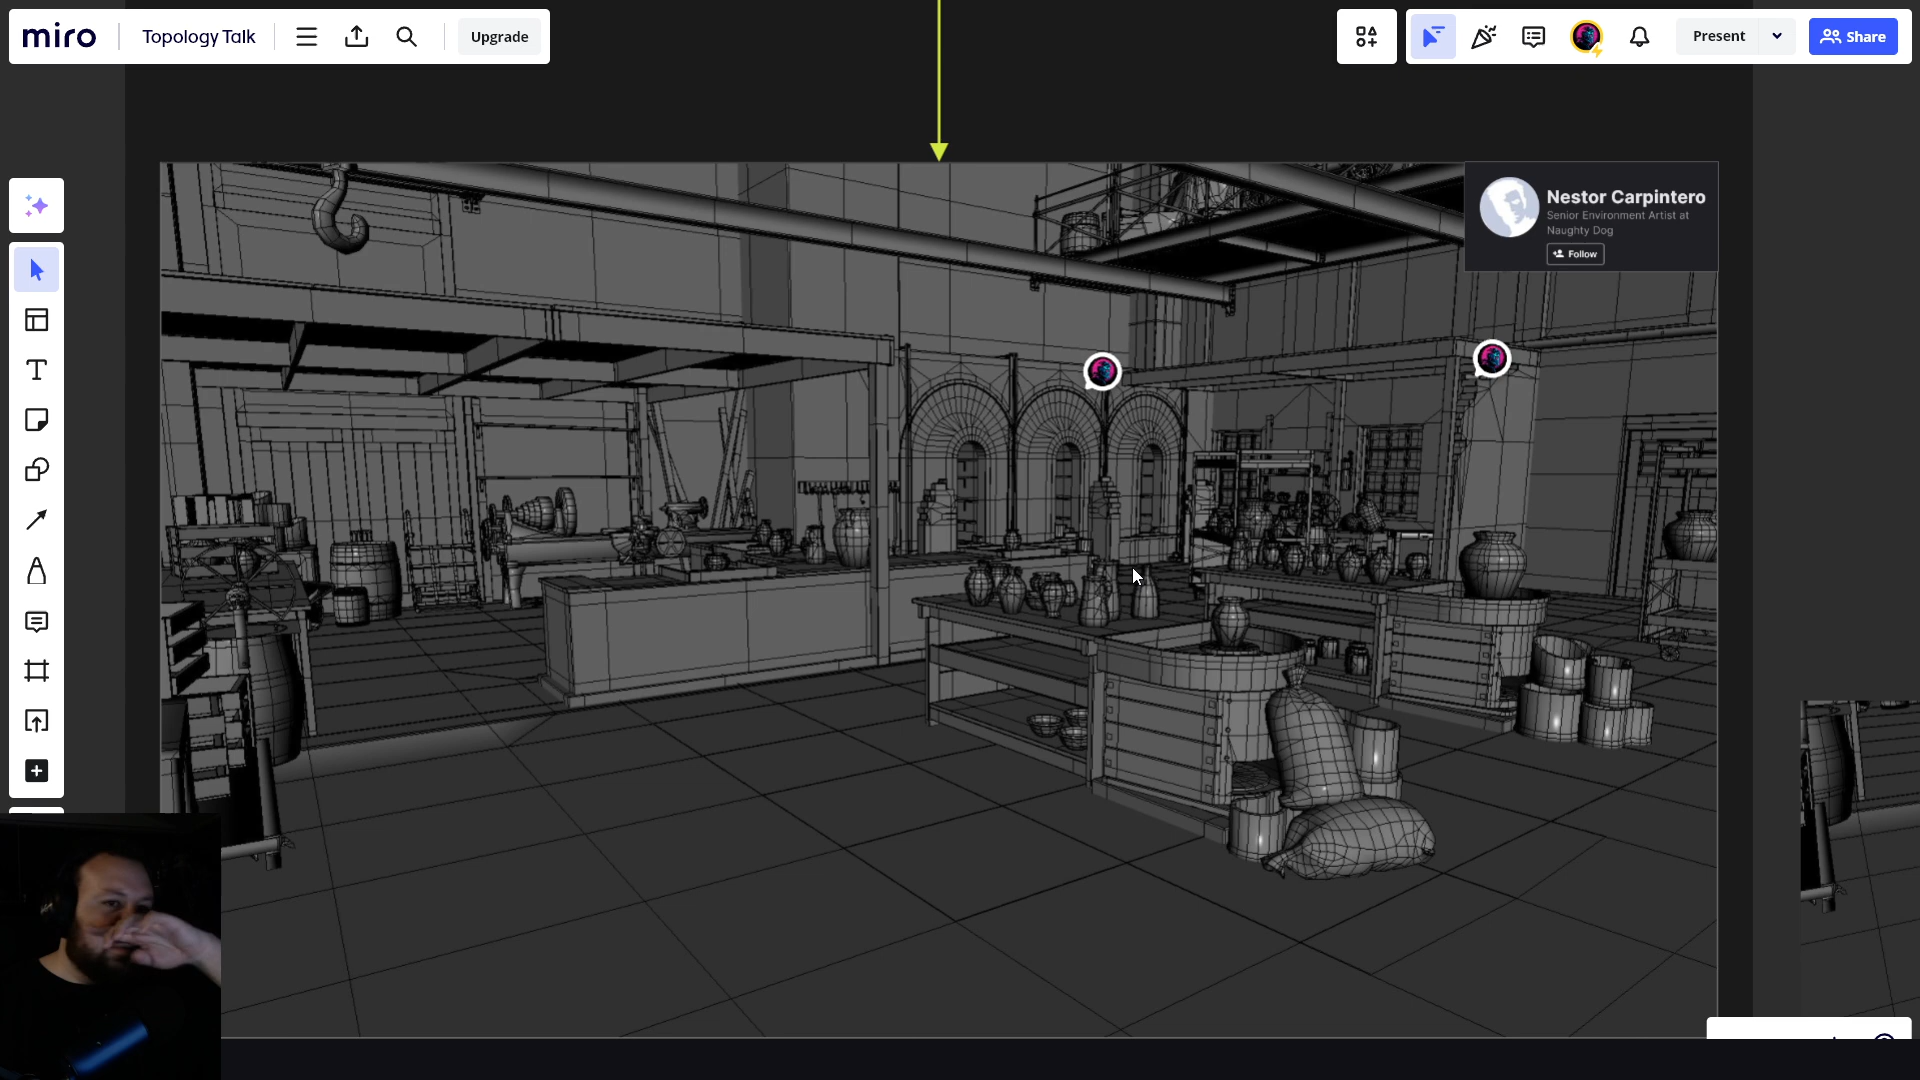 miro
Topology Talk
Upgrade
Present
Share
Nestor Carpintero
Senior Environment Artist at
Naughty Dog
Follow